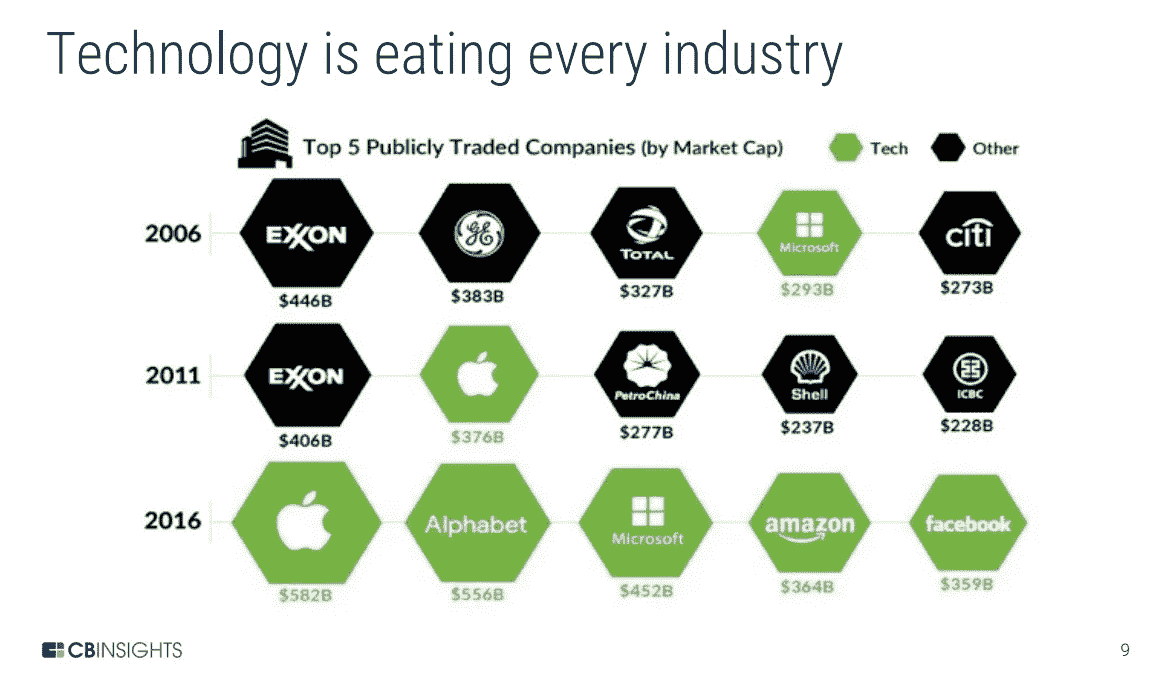 Technology is eating every industry
Top 5 Publicly Traded Companies (by Market Cap)
Tech
Other
2006
EXXON
GE
TOTAL
Microsoft
citi
$446B
$383B
$327B
$293B
$273B
2011
EXXON
PetroChina
Shell
ICBC
$406B
$376B
$277B
$237B
$228B
2016
Alphabet
Microsoft
amazon
facebook
$582B
$556B
$452B
$364B
$359B
CBINSIGHTS
9